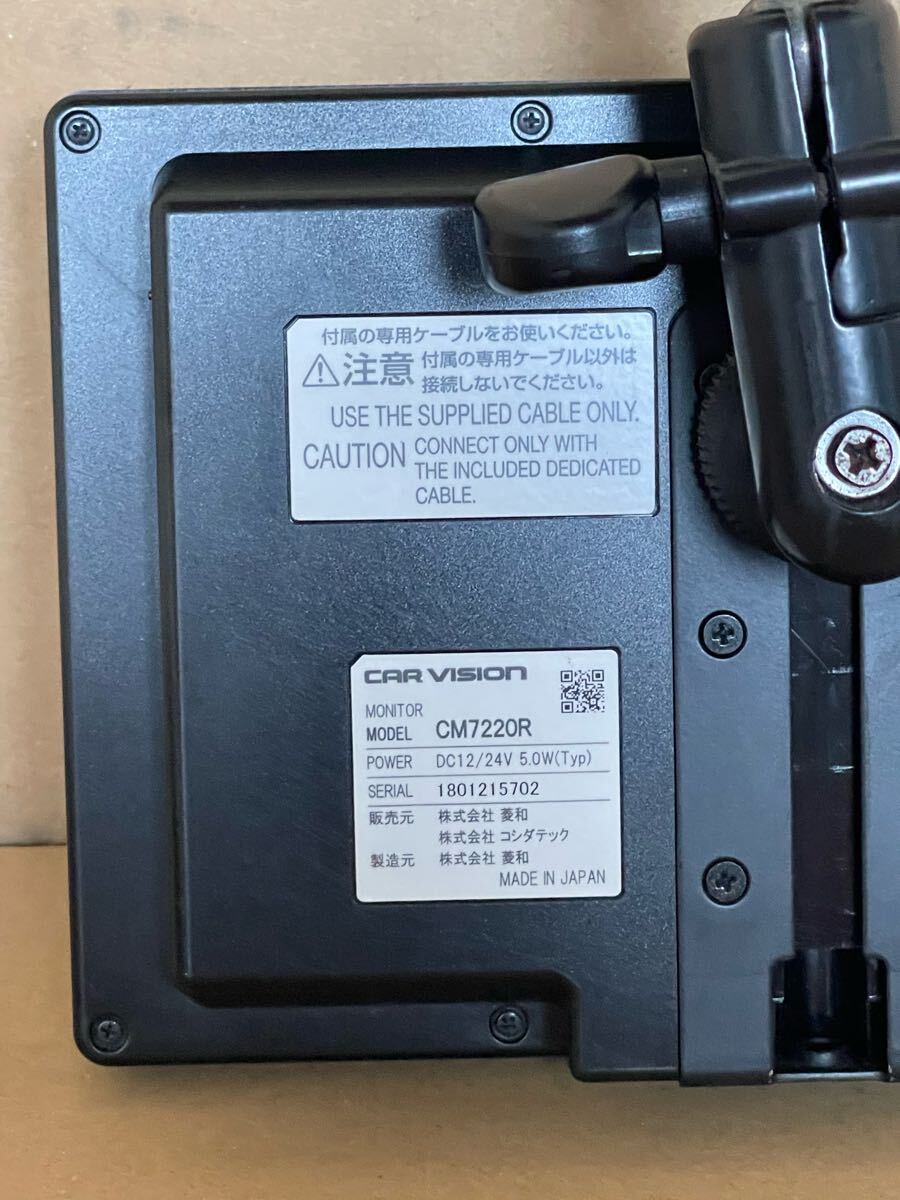 付属の専用ケーブルをお使いください。
注意 付属の専用ケーブル以外は
接続しないでください。
USE THE SUPPLIED CABLE ONLY.
CAUTION CONNECT ONLY WITH
THE INCLUDED DEDICATED
CABLE.
CAR VISION
MONITOR
MODEL CM7220R
POWER DC12/24V 5.0W(Typ)
SERIAL 1801215702
販売元 株式会社 菱和
株式会社 コシダテック
製造元 株式会社 菱和
MADE IN JAPAN